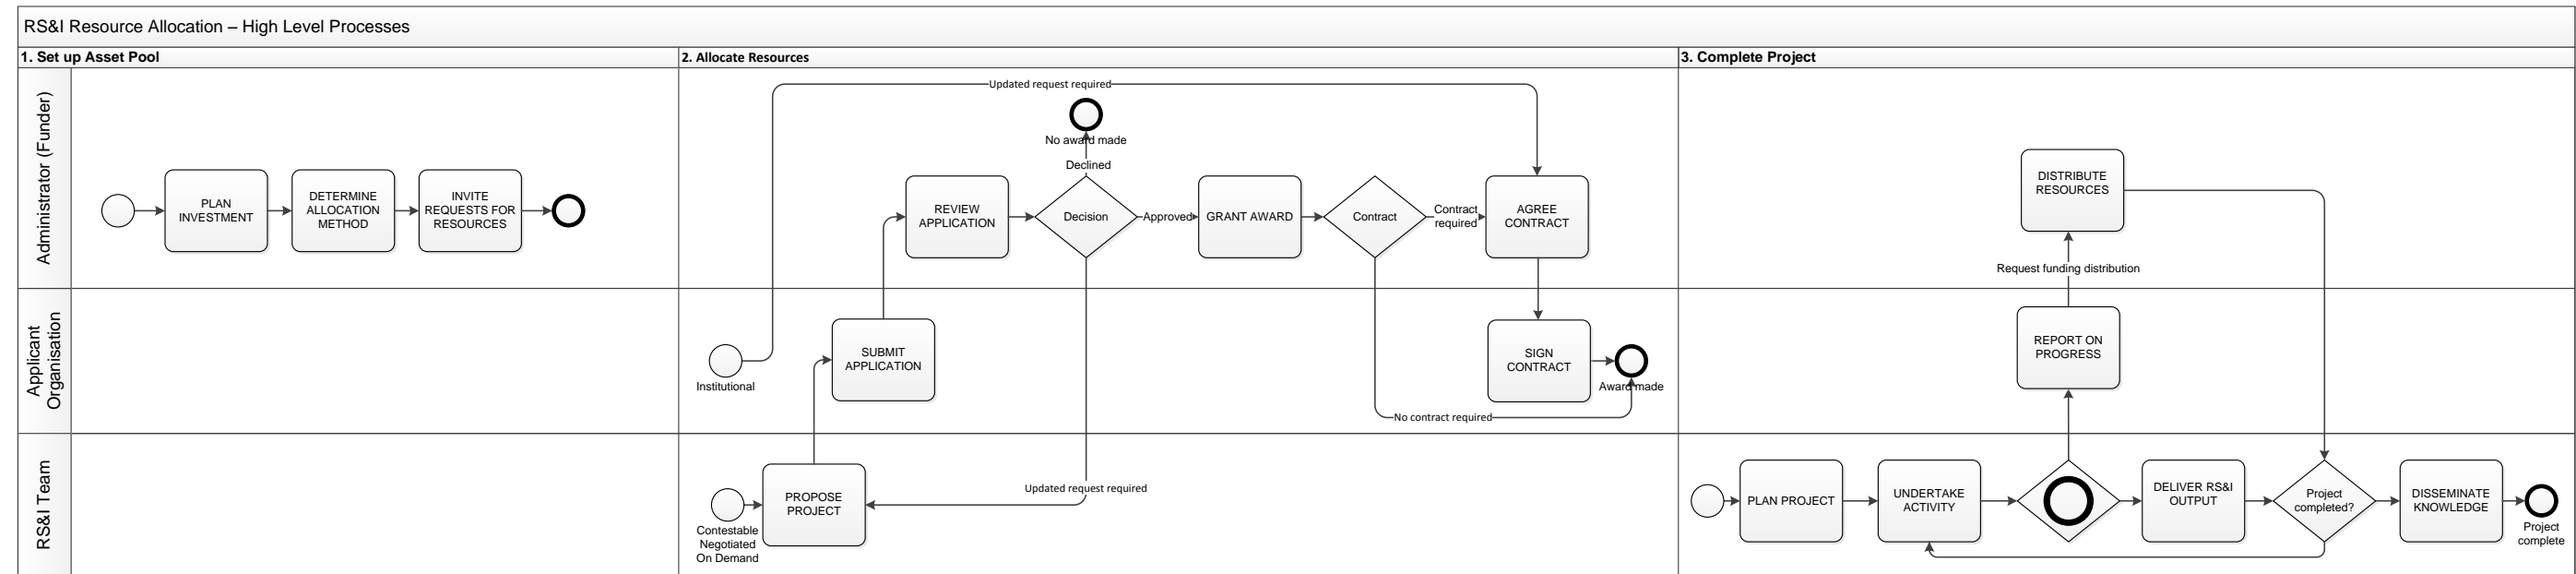 RS&I Resource Allocation – High Level Processes
1. Set up Asset Pool
2. Allocate Resources
3. Complete Project
Administrator (Funder)
PLAN
INVESTMENT
DETERMINE
ALLOCATION
METHOD
INVITE
REQUESTS FOR
RESOURCES
Updated request required
No award made
Declined
REVIEW
APPLICATION
Decision
Approved
GRANT AWARD
Contract
Contract
required
AGREE
CONTRACT
DISTRIBUTE
RESOURCES
Request funding distribution
Applicant
Organisation
Institutional
SUBMIT
APPLICATION
SIGN
CONTRACT
Award made
No contract required
REPORT ON
PROGRESS
RS&I Team
Contestable
Negotiated
On Demand
PROPOSE
PROJECT
Updated request required
PLAN PROJECT
UNDERTAKE
ACTIVITY
DELIVER RS&I
OUTPUT
Project
completed?
DISSEMINATE
KNOWLEDGE
Project
complete